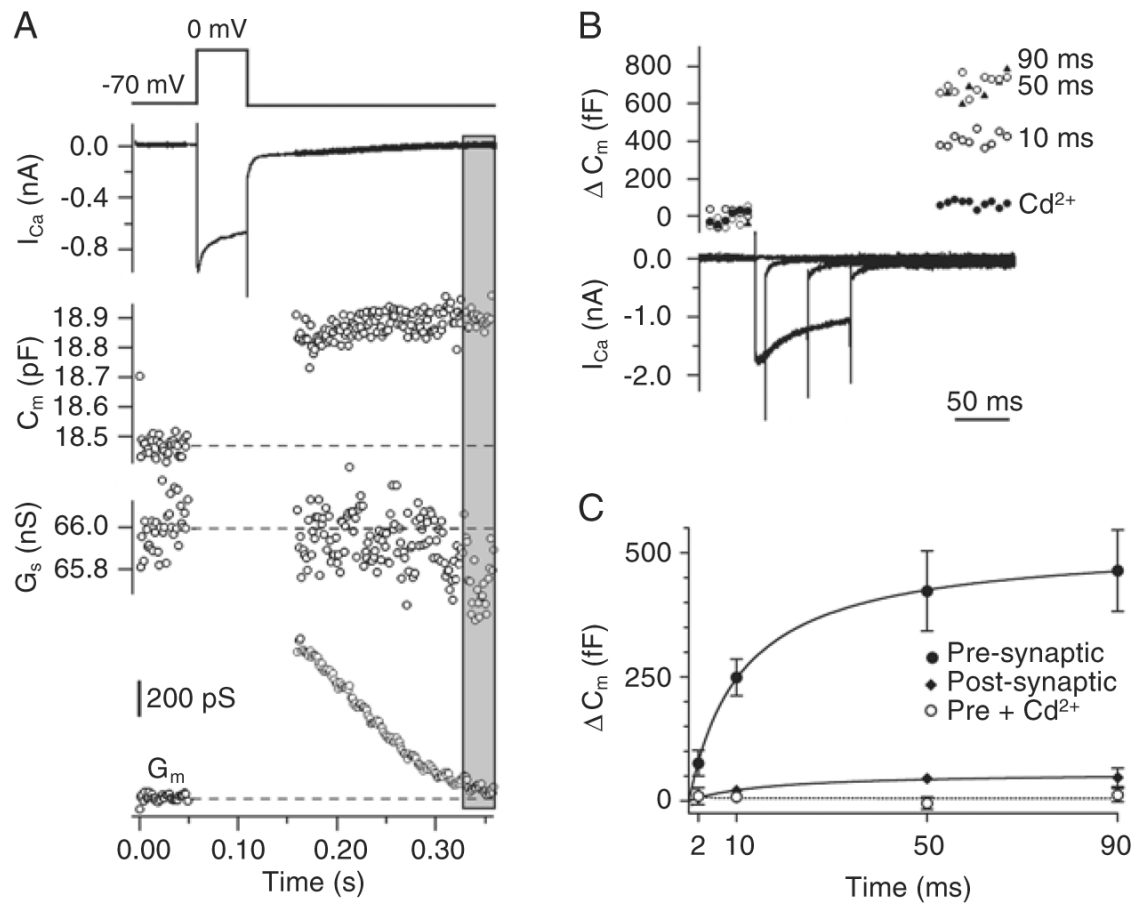 A
0 mV
-70 mV
0.0
-0.4
-0.8
I_Ca (nA)
18.9
18.8
18.7
18.6
18.5
C_m (pF)
66.0
65.8
G_s (nS)
200 pS
G_m
0.00 0.10 0.20 0.30
Time (s)
B
800
600
400
200
0
Δ C_m (fF)
90 ms
50 ms
10 ms
Cd²⁺
0.0
-1.0
-2.0
I_Ca (nA)
50 ms
C
500
250
0
Δ C_m (fF)
Pre-synaptic
Post-synaptic
Pre + Cd²⁺
2 10 50 90
Time (ms)